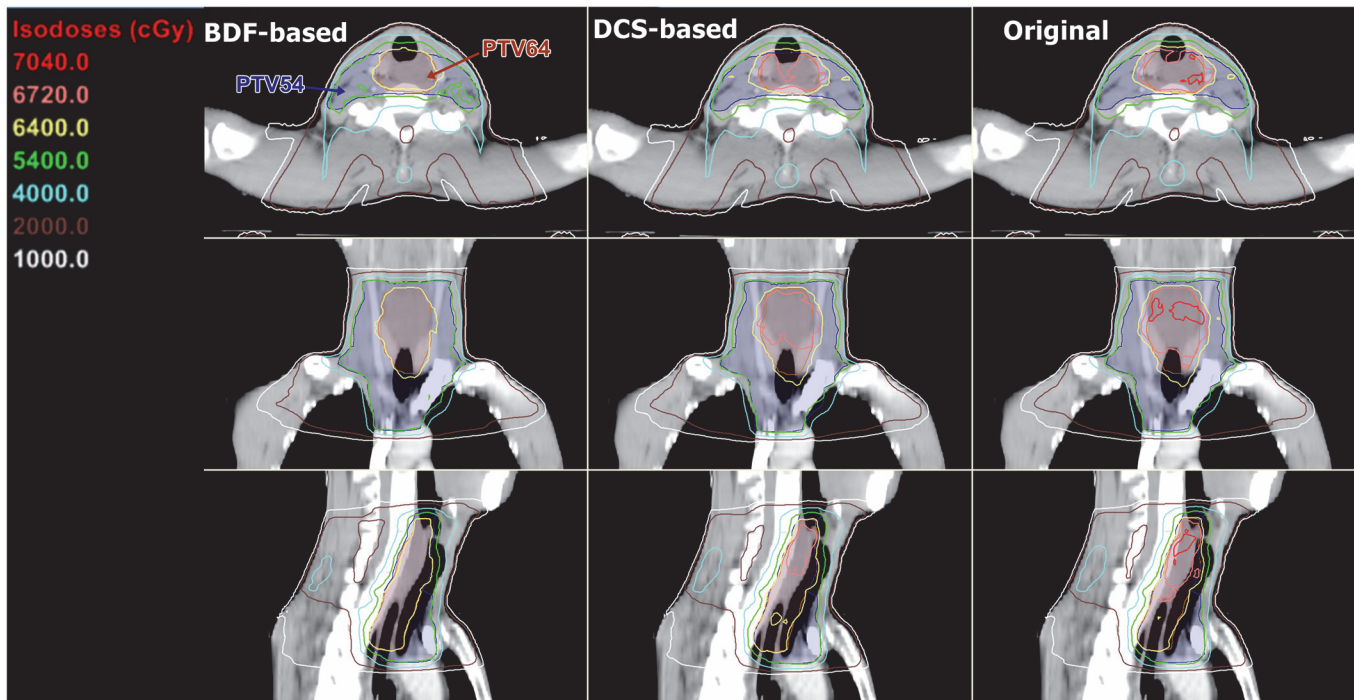 Isodoses (cGy)
7040.0
6720.0
6400.0
5400.0
4000.0
2000.0
1000.0
BDF-based
DCS-based
Original
PTV64
PTV54